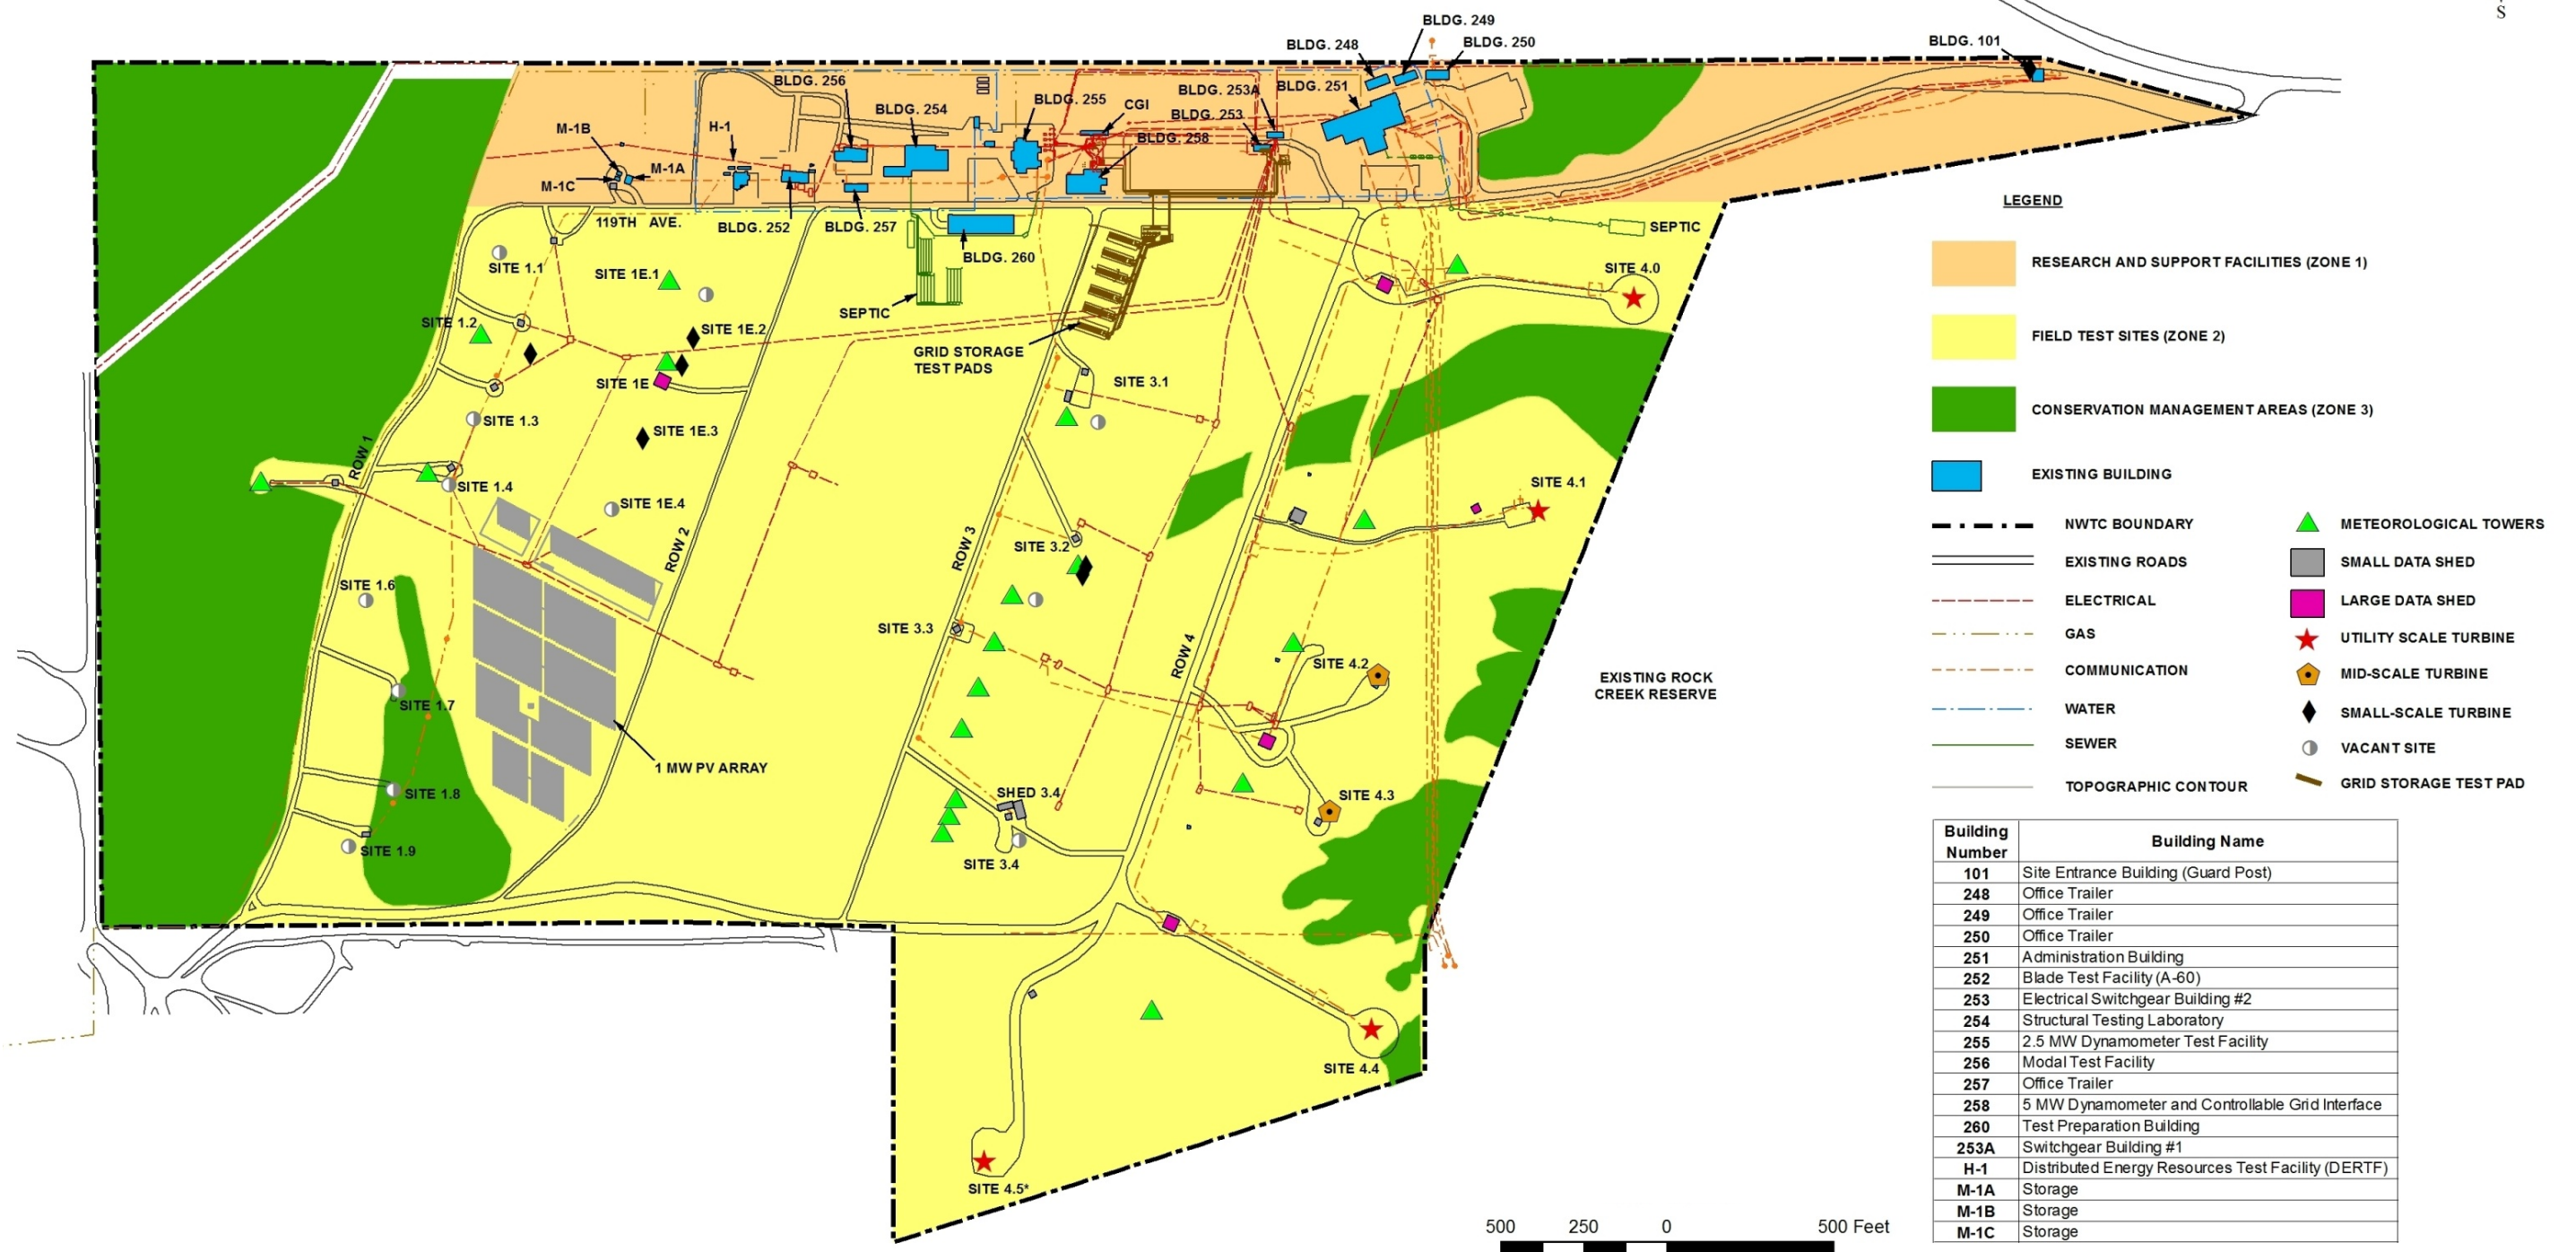 S
BLDG. 249
BLDG. 248
BLDG. 250
BLDG. 101
BLDG. 256
BLDG. 254
BLDG. 255
CGI
BLDG. 253A
BLDG. 251
BLDG. 253
BLDG. 258
M-1B
H-1
M-1A
M-1C
119TH AVE.
BLDG. 252
BLDG. 257
BLDG. 260
SEPTIC
SITE 1.1
SITE 1E.1
SITE 4.0
SEPTIC
SITE 1.2
SITE 1E.2
GRID STORAGE
TEST PADS
SITE 1E
SITE 3.1
SITE 1.3
SITE 1E.3
ROW 1
SITE 1.4
SITE 1E.4
SITE 4.1
ROW 2
ROW 3
SITE 3.2
SITE 1.6
SITE 3.3
ROW 4
SITE 4.2
EXISTING ROCK
CREEK RESERVE
SITE 1.7
1 MW PV ARRAY
SITE 1.8
SHED 3.4
SITE 4.3
SITE 1.9
SITE 3.4
SITE 4.4
SITE 4.5*
500 250 0 500 Feet
LEGEND
RESEARCH AND SUPPORT FACILITIES (ZONE 1)
FIELD TEST SITES (ZONE 2)
CONSERVATION MANAGEMENT AREAS (ZONE 3)
EXISTING BUILDING
NWTC BOUNDARY
EXISTING ROADS
ELECTRICAL
GAS
COMMUNICATION
WATER
SEWER
TOPOGRAPHIC CONTOUR
METEOROLOGICAL TOWERS
SMALL DATA SHED
LARGE DATA SHED
UTILITY SCALE TURBINE
MID-SCALE TURBINE
SMALL-SCALE TURBINE
VACANT SITE
GRID STORAGE TEST PAD
Building
Number
Building Name
101 Site Entrance Building (Guard Post)
248 Office Trailer
249 Office Trailer
250 Office Trailer
251 Administration Building
252 Blade Test Facility (A-60)
253 Electrical Switchgear Building #2
254 Structural Testing Laboratory
255 2.5 MW Dynamometer Test Facility
256 Modal Test Facility
257 Office Trailer
258 5 MW Dynamometer and Controllable Grid Interface
260 Test Preparation Building
253A Switchgear Building #1
H-1 Distributed Energy Resources Test Facility (DERTF)
M-1A Storage
M-1B Storage
M-1C Storage